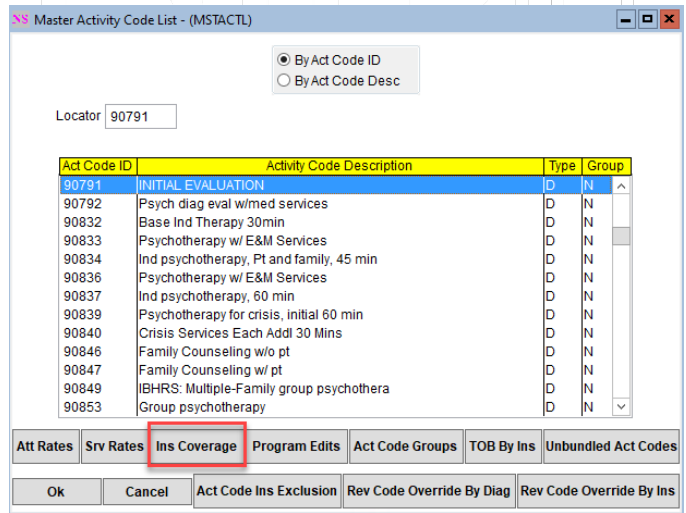 NS Master Activity Code List - (MSTACTL)
By Act Code ID
By Act Code Desc
Locator 90791
Act Code ID Activity Code Description Type Group
90791 INITIAL EVALUATION D N
90792 Psych diag eval w/med services D N
90832 Base Ind Therapy 30min D N
90833 Psychotherapy w/ E&M Services D N
90834 Ind psychotherapy, Pt and family, 45 min D N
90836 Psychotherapy w/ E&M Services D N
90837 Ind psychotherapy, 60 min D N
90839 Psychotherapy for crisis, initial 60 min D N
90840 Crisis Services Each Addl 30 Mins D N
90846 Family Counseling w/o pt D N
90847 Family Counseling w/ pt D N
90849 IBHRS: Multiple-Family group psychothera D N
90853 Group psychotherapy D N
Att Rates Srv Rates Ins Coverage Program Edits Act Code Groups TOB By Ins Unbundled Act Codes
Ok Cancel Act Code Ins Exclusion Rev Code Override By Diag Rev Code Override By Ins